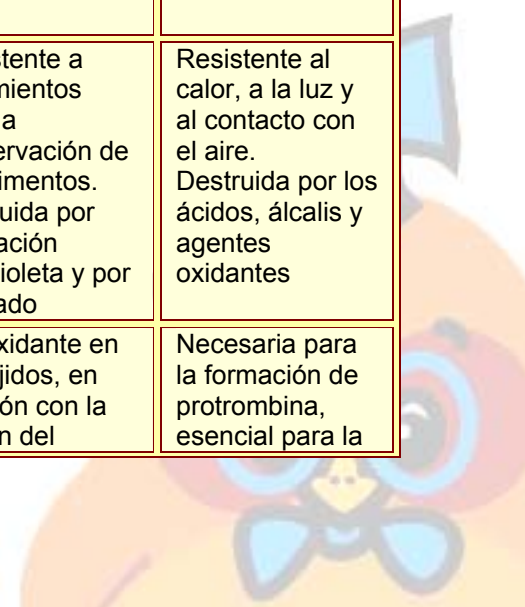 stente a
mientos
a
ervación de
imentos.
uida por
ación
ioleta y por
ado
Resistente al
calor, a la luz y
al contacto con
el aire.
Destruida por los
ácidos, álcalis y
agentes
oxidantes
xidante en
jidos, en
ón con la
n del
Necesaria para
la formación de
protrombina,
esencial para la